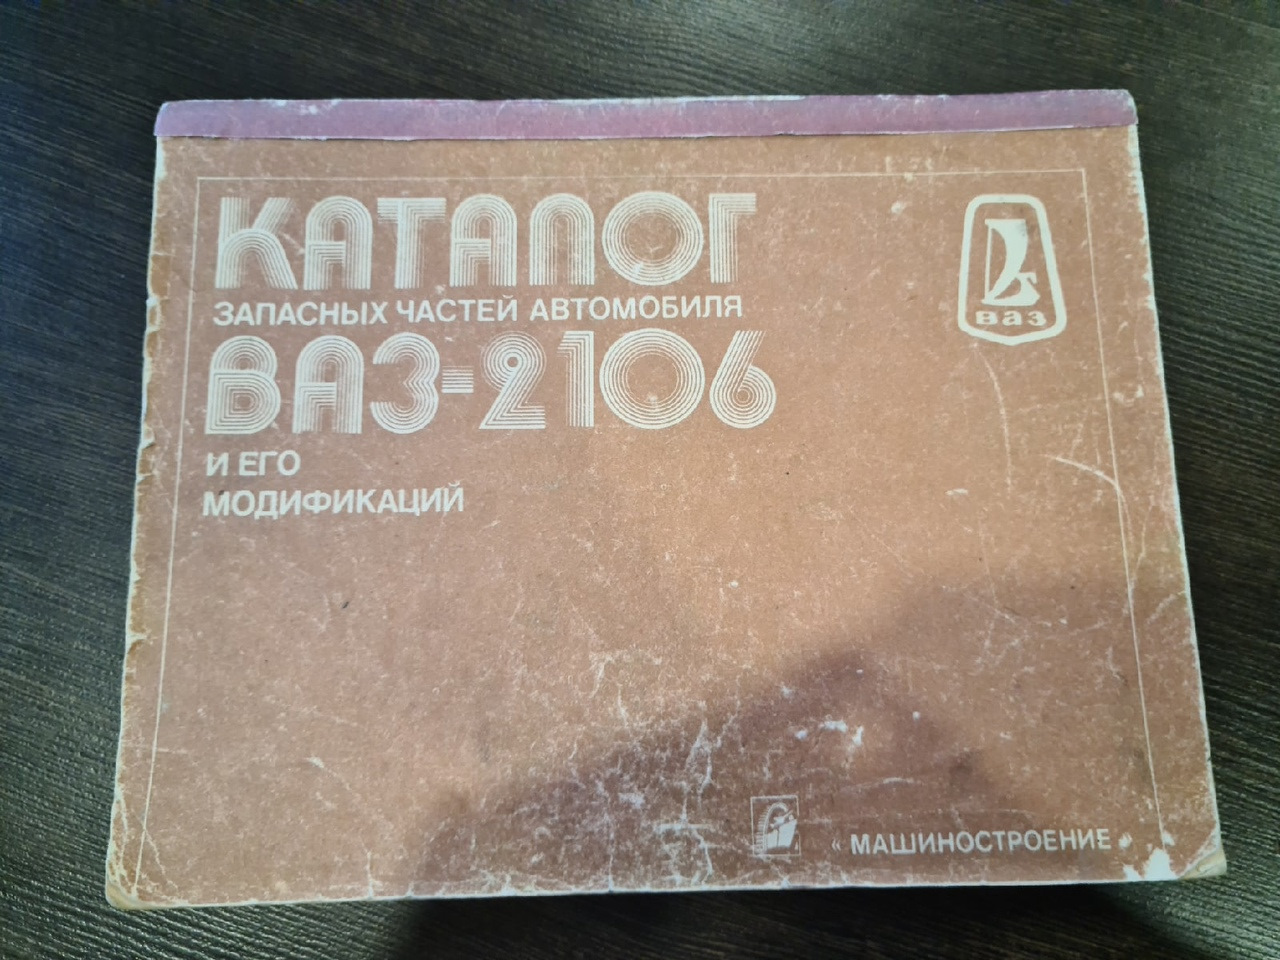 КАТАЛОГ
ЗАПАСНЫХ ЧАСТЕЙ АВТОМОБИЛЯ
ВАЗ-2106
И ЕГО
МОДИФИКАЦИЙ
ваз
« МАШИНОСТРОЕНИЕ